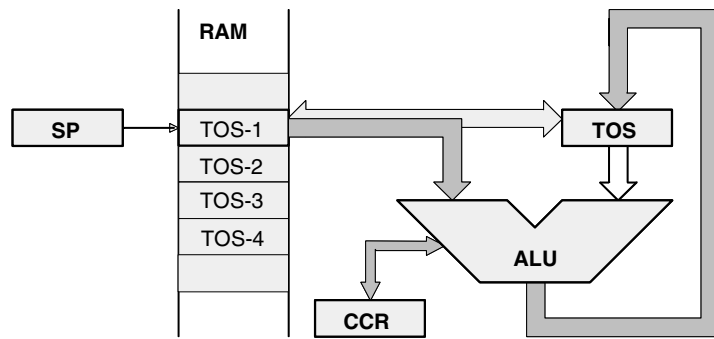 RAM
SP
TOS-1
TOS
TOS-2
TOS-3
TOS-4
ALU
CCR